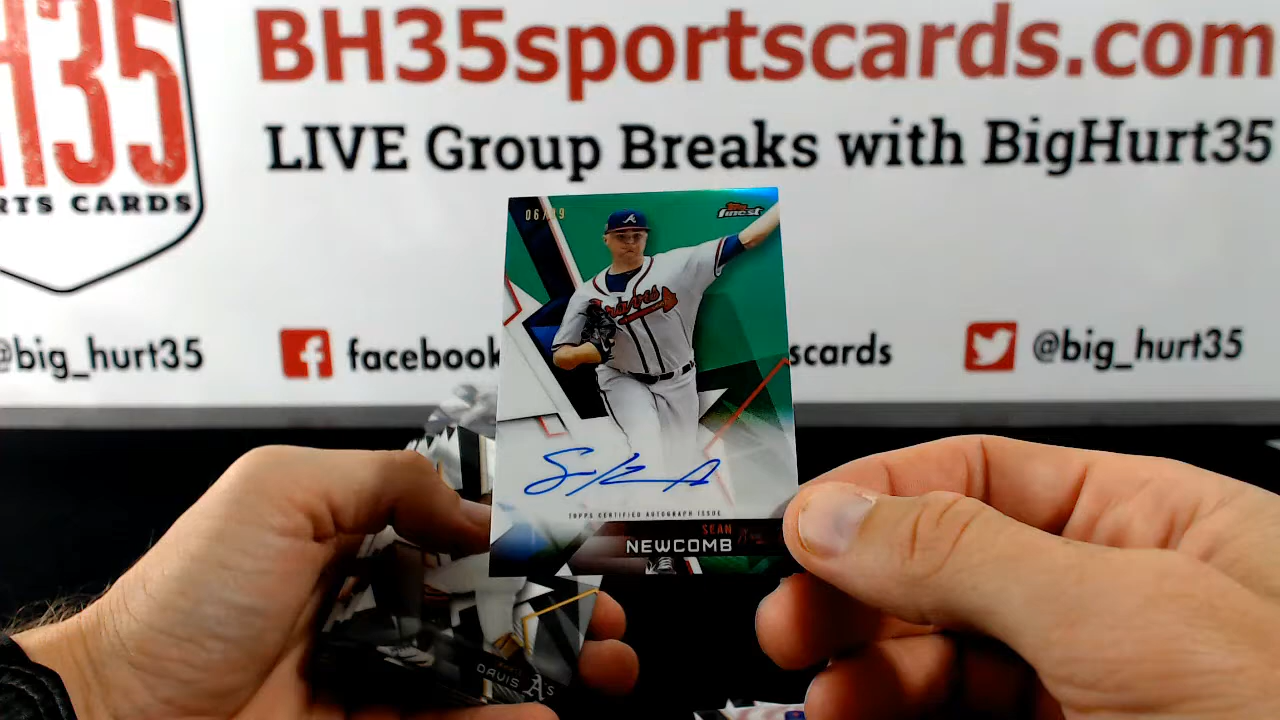 BH35sportscards.com
H35
LIVE Group Breaks with BigHurt35
RTS CARDS
@big_hurt35
f
facebook
scards
@big_hurt35
Topps
finest
A
Braves
TOPPS CERTIFIED AUTOGRAPH ISSUE
SEAN
NEWCOMB
DAVIS A's